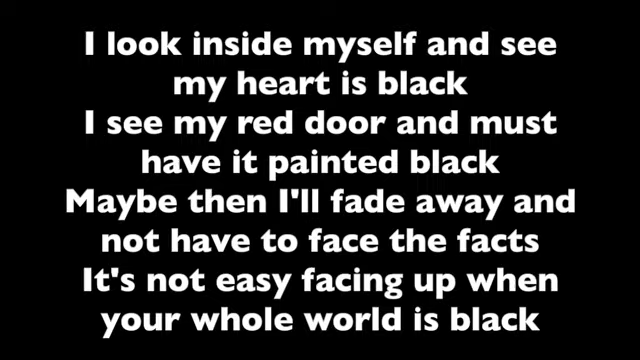 I look inside myself and see
my heart is black
I see my red door and must
have it painted black
Maybe then I'll fade away and
not have to face the facts
It's not easy facing up when
your whole world is black